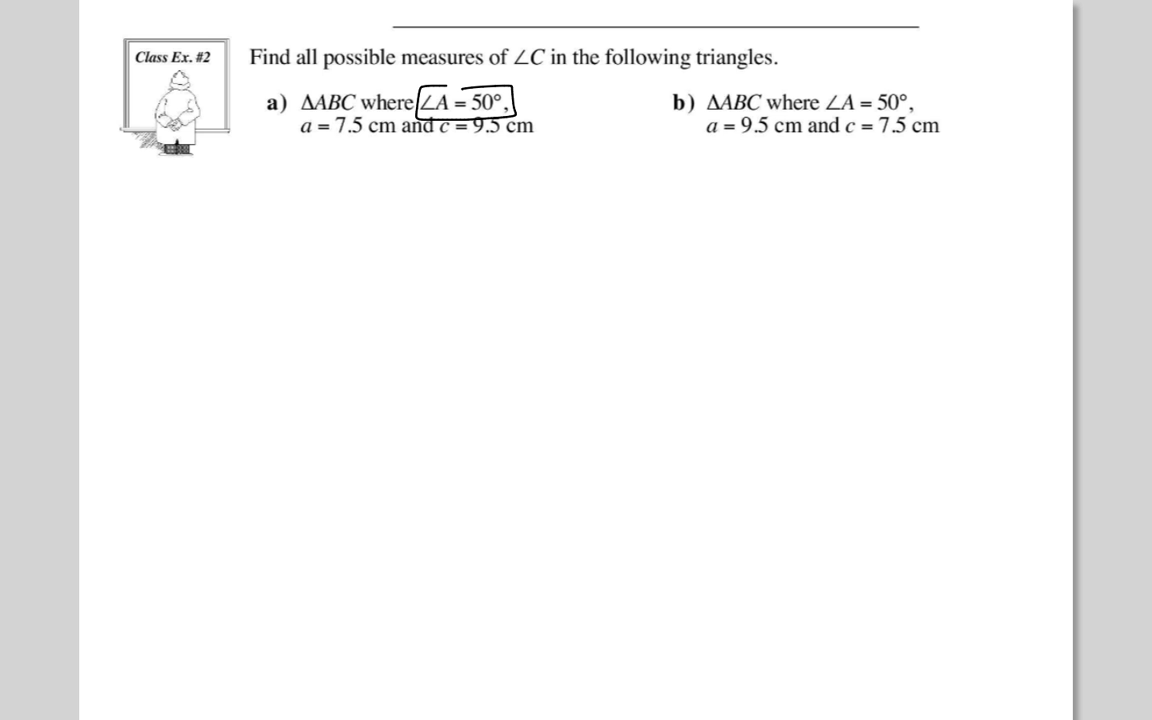 Class Ex. #2
Find all possible measures of ∠C in the following triangles.
a) ΔABC where ∠A = 50°,
a = 7.5 cm and c = 9.5 cm
b) ΔABC where ∠A = 50°,
a = 9.5 cm and c = 7.5 cm